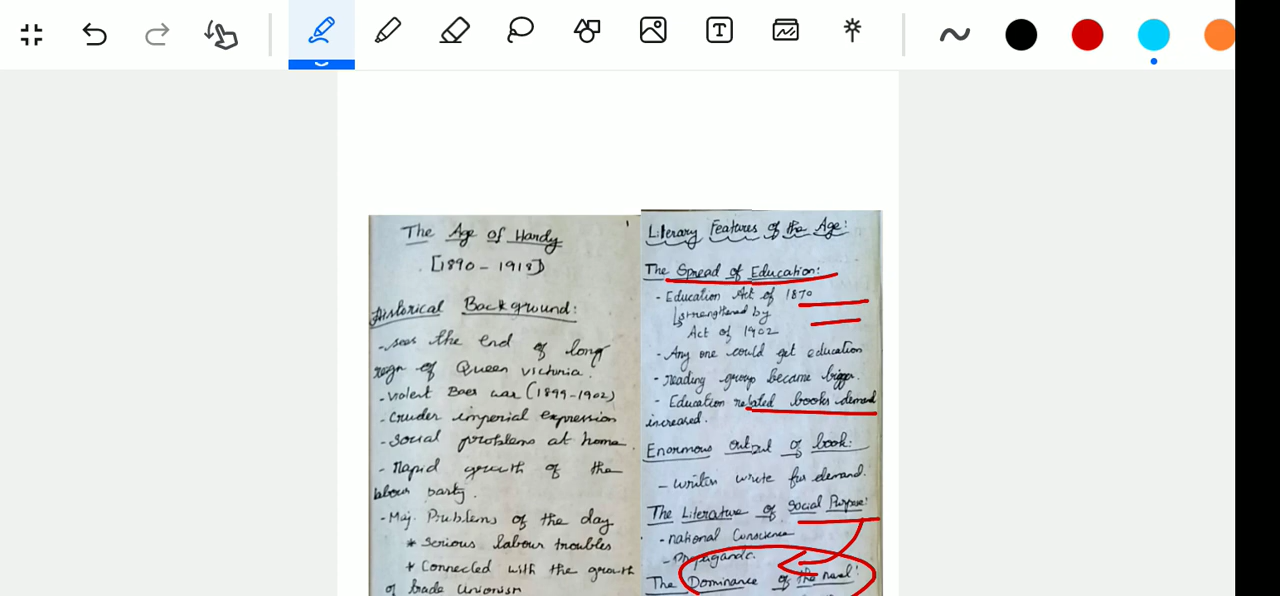 The Age of Hardy
[1890 - 1918]
Historical Background:
- sees the end of long
reign of Queen Victoria.
- violent Boer war (1899-1902)
- Cruder imperial expression
- Social problems at home.
- Rapid growth of the
labour party.
- Maj. Problems of the day
* Serious labour troubles
* Connected with the growth
of trade Unionism
Literary Features of the Age:
The Spread of Education:
- Education Act of 1870
strengthened by
Act of 1902
- Any one could get education
- reading group became bigger.
- Education related books demand
increased.
Enormous output of book:
- writers wrote for demand.
The Literature of Social Purpose:
- national Conscience
- Propaganda.
The Dominance of the novel: